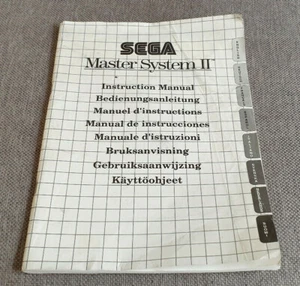 SEGA
Master System II
Instruction Manual
Bedienungsanleitung
Manuel d'instructions
Manual de instrucciones
Manuale d'istruzioni
Bruksanvisning
Gebruiksaanwijzing
Käyttöohjeet